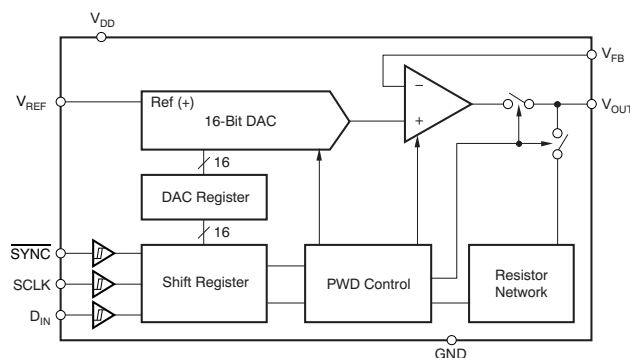 V_DD
V_FB
V_REF
Ref (+)
16-Bit DAC
−
+
V_OUT
16
DAC Register
16
S̅Y̅N̅C̅
SCLK
D_IN
Shift Register
PWD Control
Resistor
Network
GND